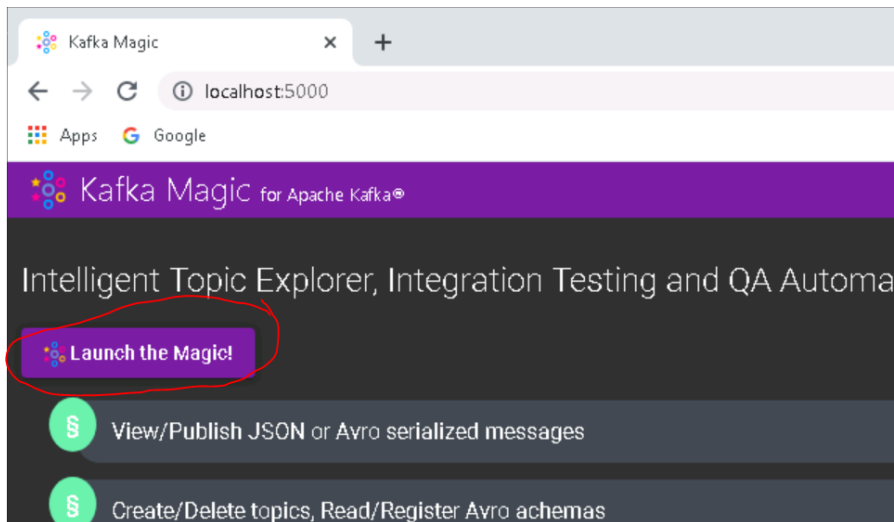 Kafka Magic
localhost:5000
Apps Google
Kafka Magic for Apache Kafka®
Intelligent Topic Explorer, Integration Testing and QA Automa
Launch the Magic!
§ View/Publish JSON or Avro serialized messages
§ Create/Delete topics, Read/Register Avro achemas